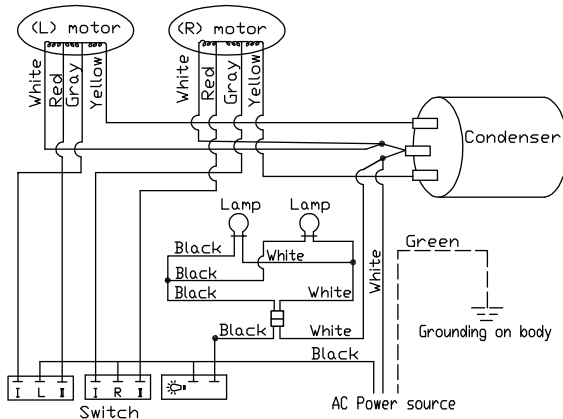 (L) motor
(R) motor
White
Red
Gray
Yellow
White
Red
Gray
Yellow
Condenser
Lamp
Lamp
Black
White
Green
Black
White
Black
White
Black
White
Grounding on body
Black
I L II
I R II
AC Power source
Switch